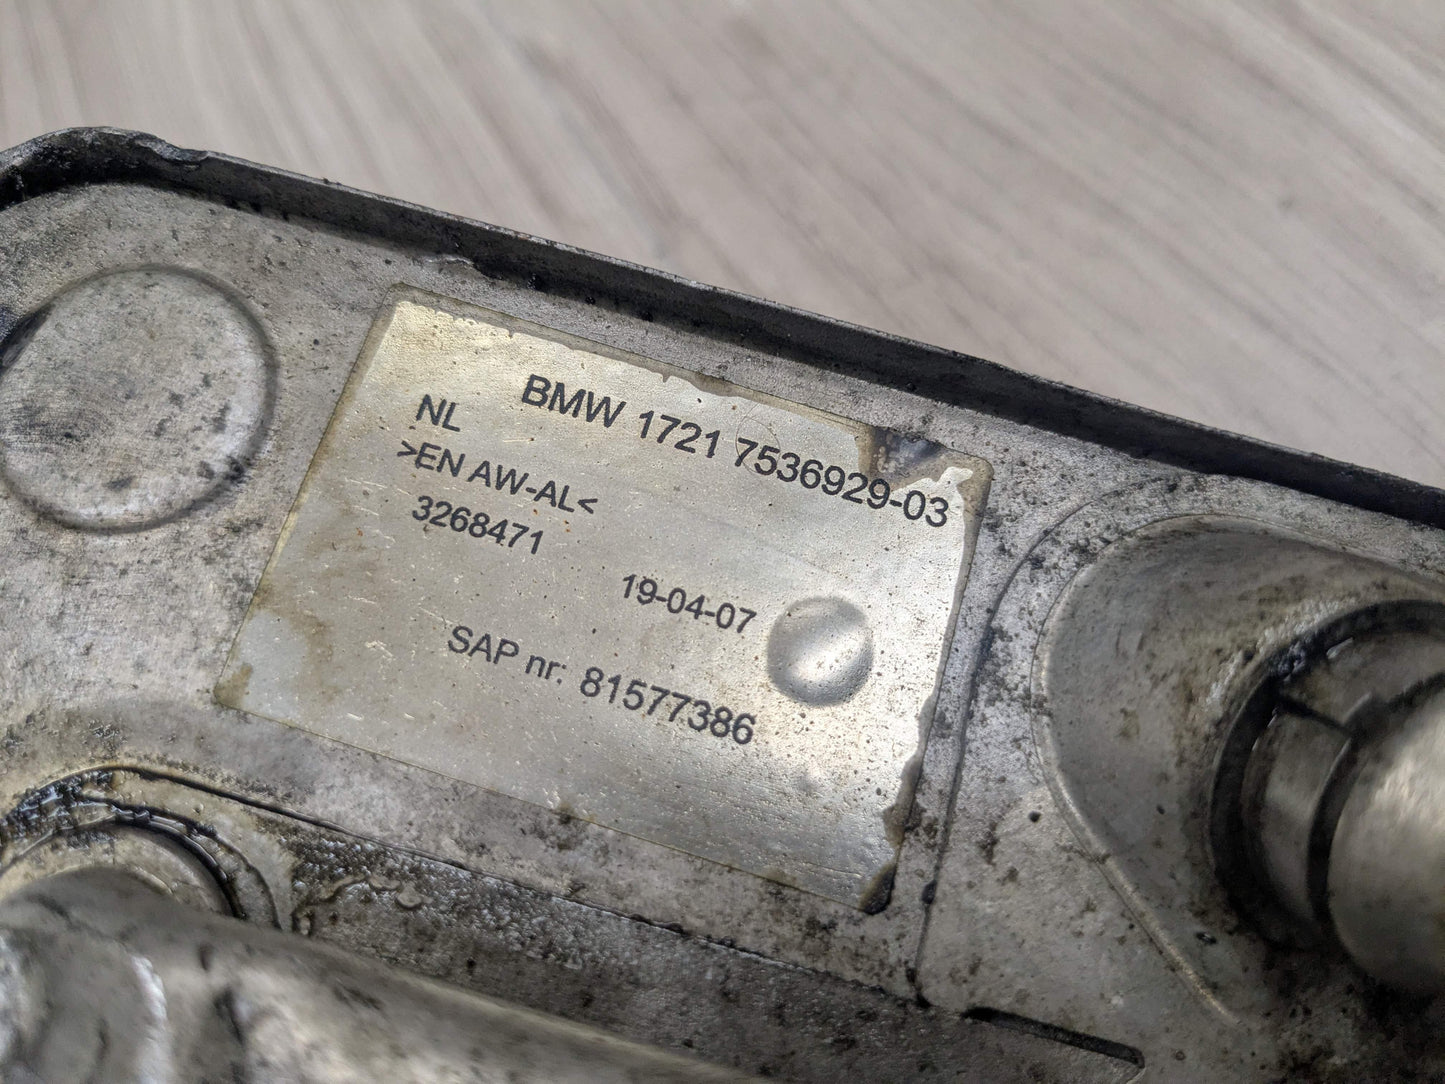 BMW 1721 7536929-03
NL
>EN AW-AL<
3268471
19-04-07
SAP nr: 81577386